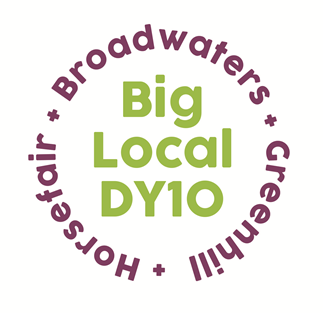 Broadwaters + Greenhill + Horsefair +
Big
Local
DY10